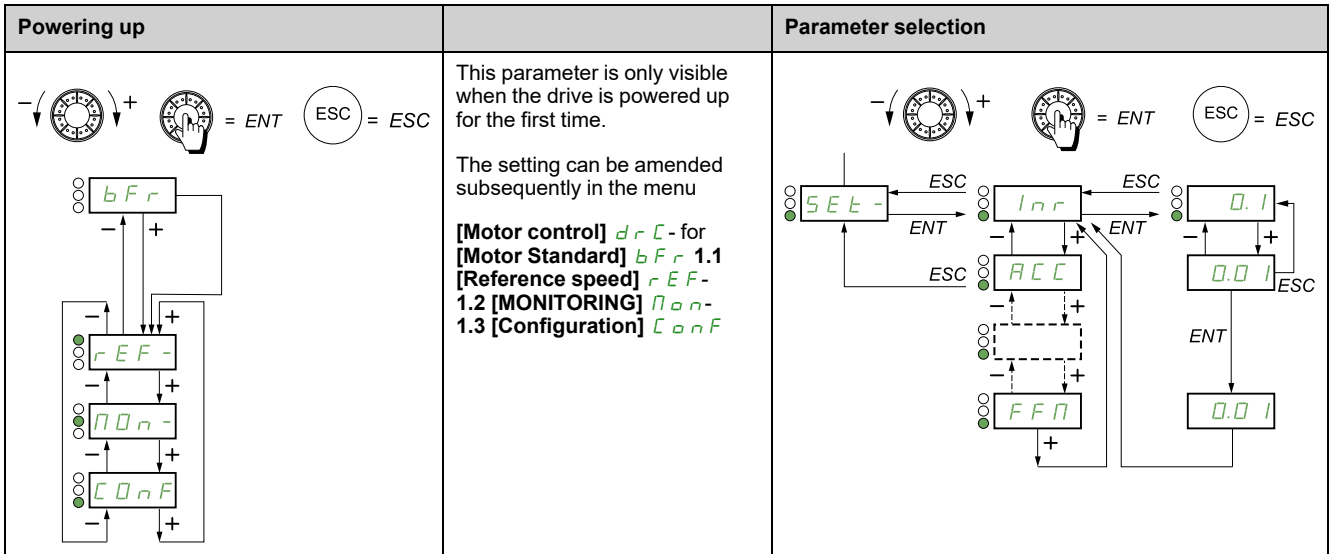 Powering up
Parameter selection
− + = ENT ESC = ESC
bFr
− +
− +
rEF -
− +
MOn -
− +
COnF
− +
This parameter is only visible
when the drive is powered up
for the first time.
The setting can be amended
subsequently in the menu
[Motor control] drC - for
[Motor Standard] bFr 1.1
[Reference speed] rEF -
1.2 [MONITORING] Mon -
1.3 [Configuration] ConF
− + = ENT ESC = ESC
ESC ESC
SEt - Inr 0.1
ENT ENT
− + − +
ESC ACC 0.01 ESC
− +
ENT
− +
FFM 0.01
+